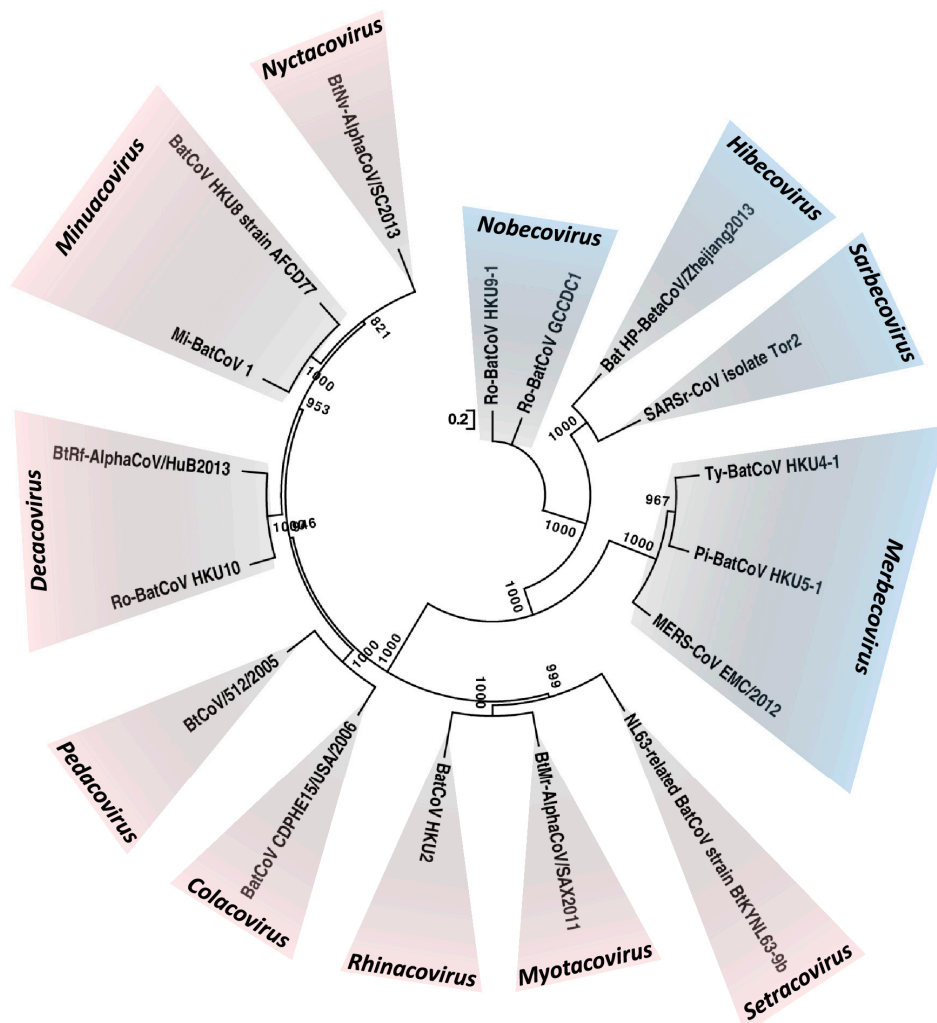 Nyctacovirus
BtNv-AlphaCoV/SC2013
Minuacovirus
BatCoV HKU8 strain AFCD77
Mi-BatCoV 1
821
1000
953
Nobecovirus
Ro-BatCoV HKU9-1
Ro-BatCoV GCCDC1
0.2
Hibecovirus
Bat HP-BetaCoV/Zhejiang2013
Sarbecovirus
SARSr-CoV isolate Tor2
1000
1000
Merbecovirus
Ty-BatCoV HKU4-1
967
Pi-BatCoV HKU5-1
1000
MERS-CoV EMC/2012
1000
Decacovirus
BtRf-AlphaCoV/HuB2013
1000
946
Ro-BatCoV HKU10
Pedacovirus
BtCoV/512/2005
1000
1000
Colacovirus
BatCoV CDPHE15/USA/2006
Rhinacovirus
BatCoV HKU2
1000
999
Myotacovirus
BtMr-AlphaCoV/SAX2011
Setracovirus
NL63-related BatCoV strain BtKYNL63-9b